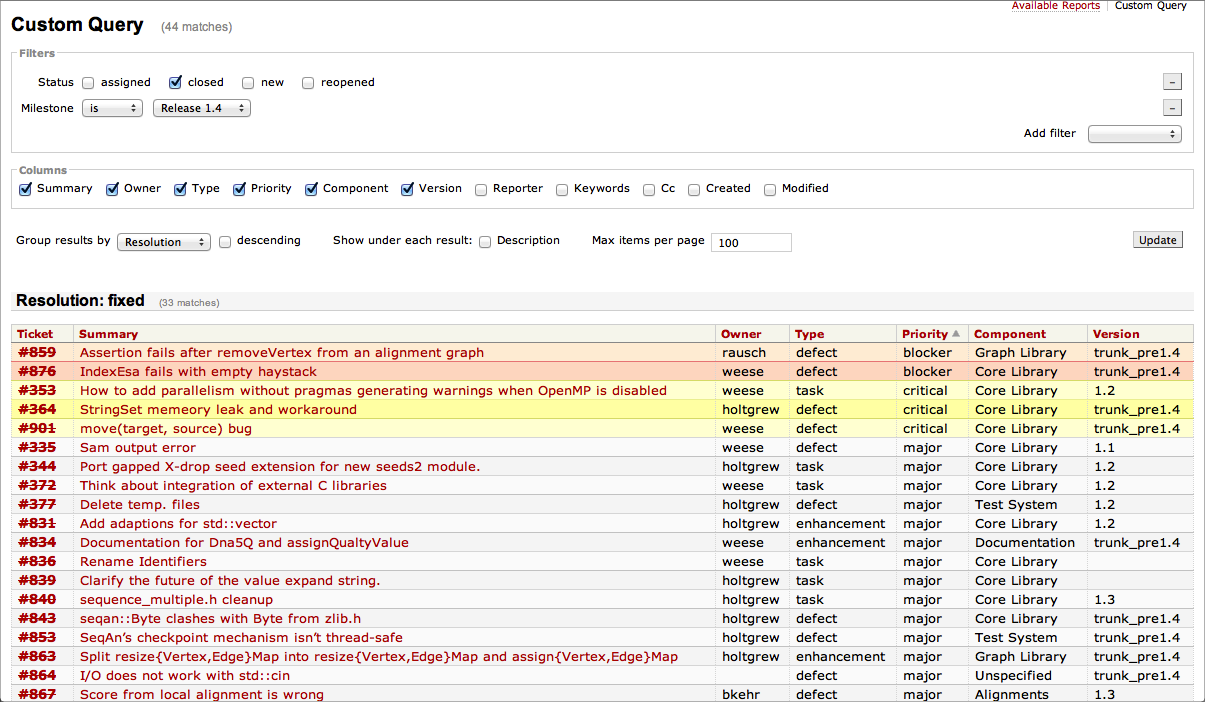 Available Reports Custom Query
Custom Query (44 matches)
Filters
Status assigned closed new reopened –
Milestone is Release 1.4 –
Add filter
Columns
Summary Owner Type Priority Component Version Reporter Keywords Cc Created Modified
Group results by Resolution descending Show under each result: Description Max items per page 100 Update
Resolution: fixed (33 matches)
Ticket Summary Owner Type Priority Component Version
#859 Assertion fails after removeVertex from an alignment graph rausch defect blocker Graph Library trunk_pre1.4
#876 IndexEsa fails with empty haystack weese defect blocker Core Library trunk_pre1.4
#353 How to add parallelism without pragmas generating warnings when OpenMP is disabled weese task critical Core Library 1.2
#364 StringSet memeory leak and workaround holtgrew defect critical Core Library trunk_pre1.4
#901 move(target, source) bug weese defect critical Core Library trunk_pre1.4
#335 Sam output error weese defect major Core Library 1.1
#344 Port gapped X-drop seed extension for new seeds2 module. holtgrew task major Core Library 1.2
#372 Think about integration of external C libraries weese task major Core Library 1.2
#377 Delete temp. files holtgrew defect major Test System 1.2
#831 Add adaptions for std::vector holtgrew enhancement major Core Library 1.2
#834 Documentation for Dna5Q and assignQualtyValue weese enhancement major Documentation trunk_pre1.4
#836 Rename Identifiers weese task major Core Library
#839 Clarify the future of the value expand string. holtgrew task major Core Library
#840 sequence_multiple.h cleanup holtgrew task major Core Library 1.3
#843 seqan::Byte clashes with Byte from zlib.h holtgrew defect major Core Library trunk_pre1.4
#853 SeqAn’s checkpoint mechanism isn’t thread-safe holtgrew defect major Test System trunk_pre1.4
#863 Split resize{Vertex,Edge}Map into resize{Vertex,Edge}Map and assign{Vertex,Edge}Map holtgrew enhancement major Graph Library trunk_pre1.4
#864 I/O does not work with std::cin defect major Unspecified trunk_pre1.4
#867 Score from local alignment is wrong bkehr defect major Alignments 1.3